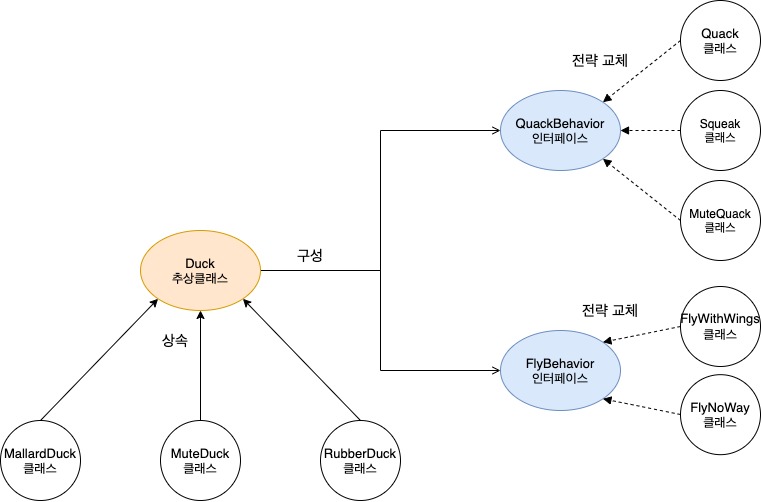 Quack
클래스
전략 교체
QuackBehavior
인터페이스
Squeak
클래스
MuteQuack
클래스
Duck
추상클래스
구성
FlyWithWings
클래스
전략 교체
상속
FlyBehavior
인터페이스
FlyNoWay
클래스
MallardDuck
클래스
MuteDuck
클래스
RubberDuck
클래스